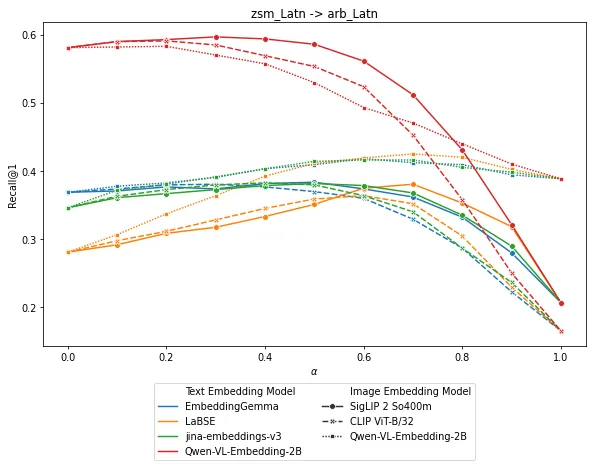 zsm_Latn -> arb_Latn
Recall@1
0.6
0.5
0.4
0.3
0.2
0.0 0.2 0.4 0.6 0.8 1.0
α
Text Embedding Model Image Embedding Model
EmbeddingGemma SigLIP 2 So400m
LaBSE CLIP ViT-B/32
jina-embeddings-v3 Qwen-VL-Embedding-2B
Qwen-VL-Embedding-2B